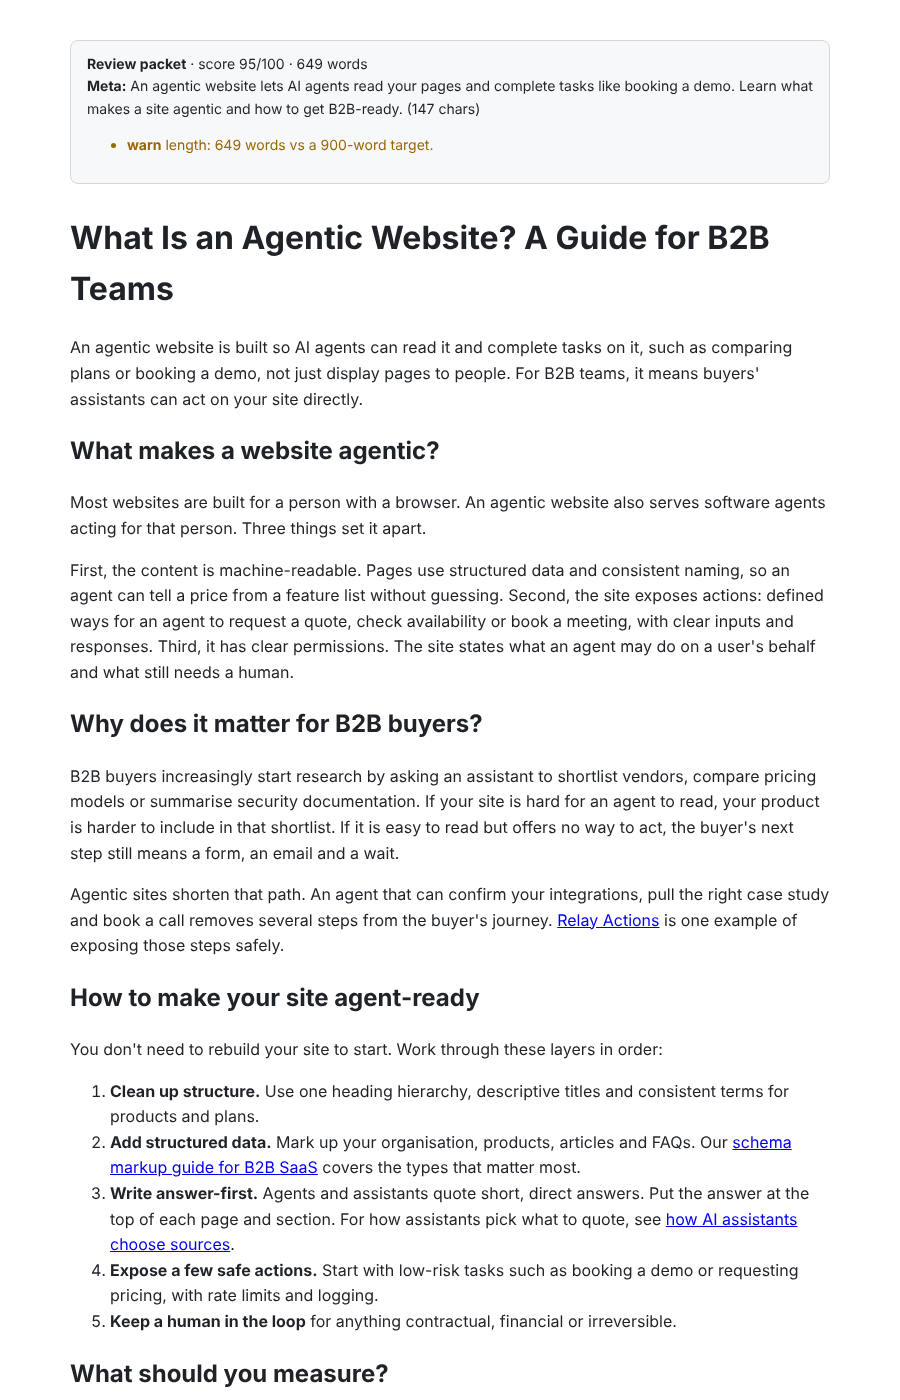 Review packet · score 95/100 · 649 words
Meta: An agentic website lets AI agents read your pages and complete tasks like booking a demo. Learn what
makes a site agentic and how to get B2B-ready. (147 chars)
• warn length: 649 words vs a 900-word target.
What Is an Agentic Website? A Guide for B2B
Teams
An agentic website is built so AI agents can read it and complete tasks on it, such as comparing
plans or booking a demo, not just display pages to people. For B2B teams, it means buyers'
assistants can act on your site directly.
What makes a website agentic?
Most websites are built for a person with a browser. An agentic website also serves software agents
acting for that person. Three things set it apart.
First, the content is machine-readable. Pages use structured data and consistent naming, so an
agent can tell a price from a feature list without guessing. Second, the site exposes actions: defined
ways for an agent to request a quote, check availability or book a meeting, with clear inputs and
responses. Third, it has clear permissions. The site states what an agent may do on a user's behalf
and what still needs a human.
Why does it matter for B2B buyers?
B2B buyers increasingly start research by asking an assistant to shortlist vendors, compare pricing
models or summarise security documentation. If your site is hard for an agent to read, your product
is harder to include in that shortlist. If it is easy to read but offers no way to act, the buyer's next
step still means a form, an email and a wait.
Agentic sites shorten that path. An agent that can confirm your integrations, pull the right case study
and book a call removes several steps from the buyer's journey. Relay Actions is one example of
exposing those steps safely.
How to make your site agent-ready
You don't need to rebuild your site to start. Work through these layers in order:
1. Clean up structure. Use one heading hierarchy, descriptive titles and consistent terms for
products and plans.
2. Add structured data. Mark up your organisation, products, articles and FAQs. Our schema
markup guide for B2B SaaS covers the types that matter most.
3. Write answer-first. Agents and assistants quote short, direct answers. Put the answer at the
top of each page and section. For how assistants pick what to quote, see how AI assistants
choose sources.
4. Expose a few safe actions. Start with low-risk tasks such as booking a demo or requesting
pricing, with rate limits and logging.
5. Keep a human in the loop for anything contractual, financial or irreversible.
What should you measure?